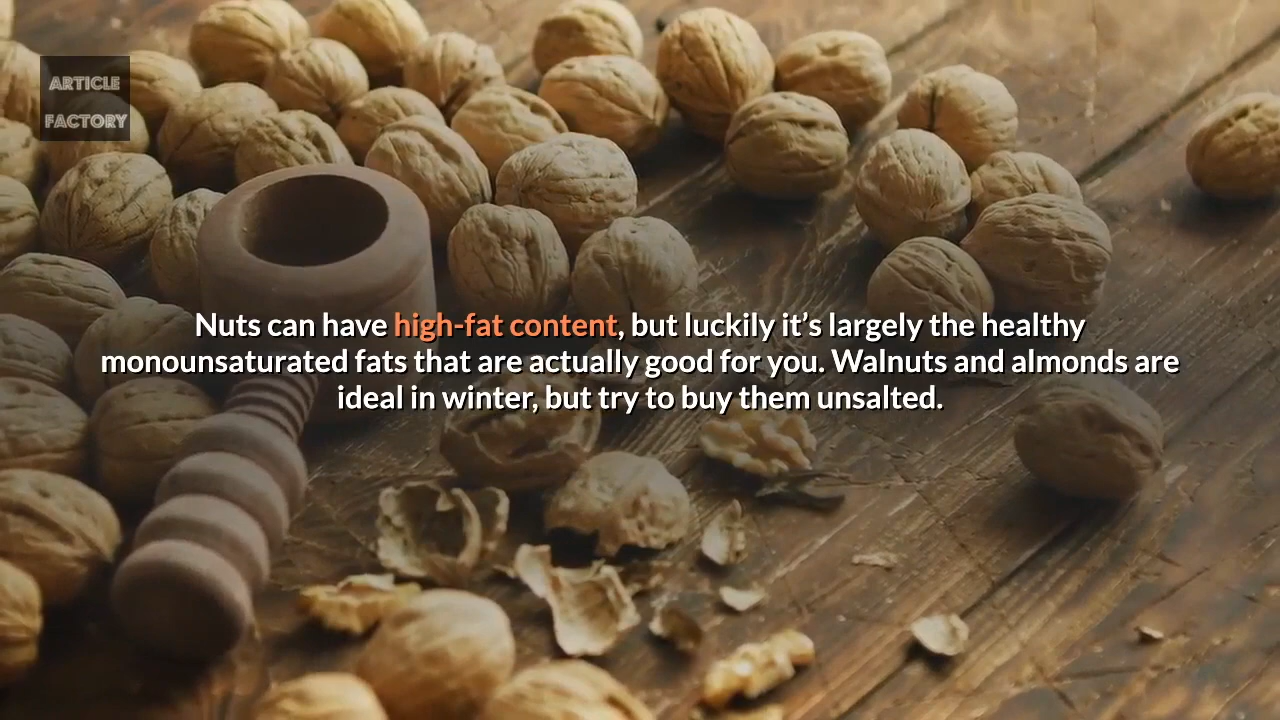 ARTICLE
FACTORY
Nuts can have high-fat content, but luckily it’s largely the healthy
monounsaturated fats that are actually good for you. Walnuts and almonds are
ideal in winter, but try to buy them unsalted.